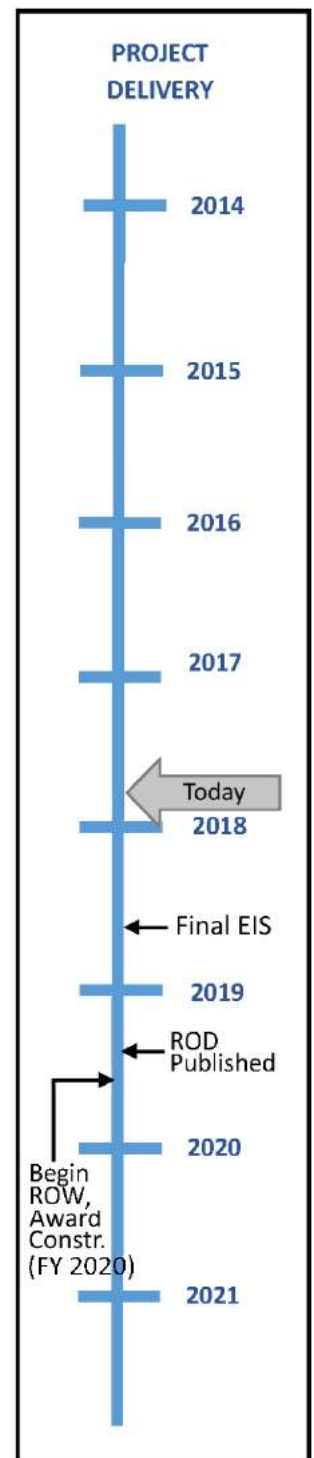 PROJECT
DELIVERY
2014
2015
2016
2017
Today
2018
Final EIS
2019
ROD
Published
2020
Begin
ROW,
Award
Constr.
(FY 2020)
2021